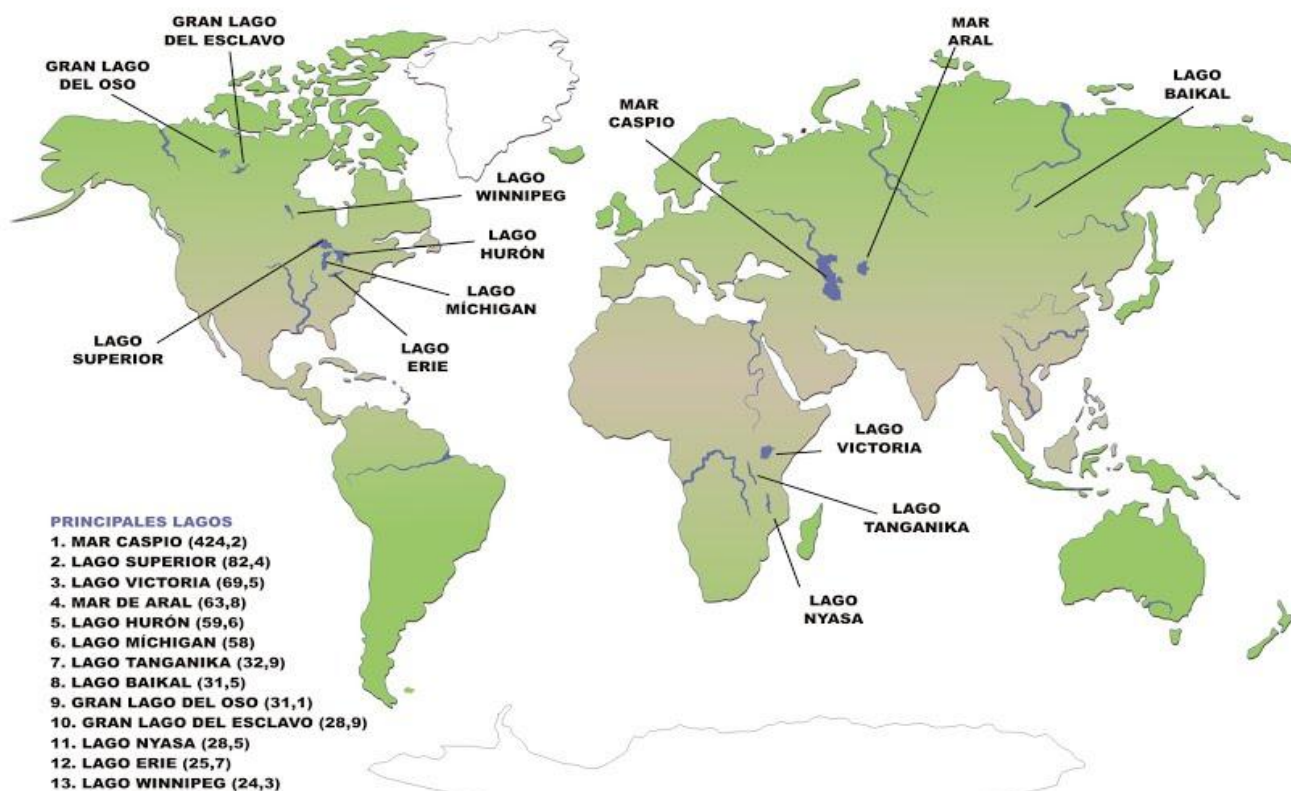 GRAN LAGO
DEL ESCLAVO
GRAN LAGO
DEL OSO
MAR
ARAL
LAGO
BAIKAL
MAR
CASPIO
LAGO
WINNIPEG
LAGO
HURÓN
LAGO
MÍCHIGAN
LAGO
SUPERIOR
LAGO
ERIE
LAGO
VICTORIA
LAGO
TANGANIKA
LAGO
NYASA
PRINCIPALES LAGOS
1. MAR CASPIO (424,2)
2. LAGO SUPERIOR (82,4)
3. LAGO VICTORIA (69,5)
4. MAR DE ARAL (63,8)
5. LAGO HURÓN (59,6)
6. LAGO MÍCHIGAN (58)
7. LAGO TANGANIKA (32,9)
8. LAGO BAIKAL (31,5)
9. GRAN LAGO DEL OSO (31,1)
10. GRAN LAGO DEL ESCLAVO (28,9)
11. LAGO NYASA (28,5)
12. LAGO ERIE (25,7)
13. LAGO WINNIPEG (24,3)